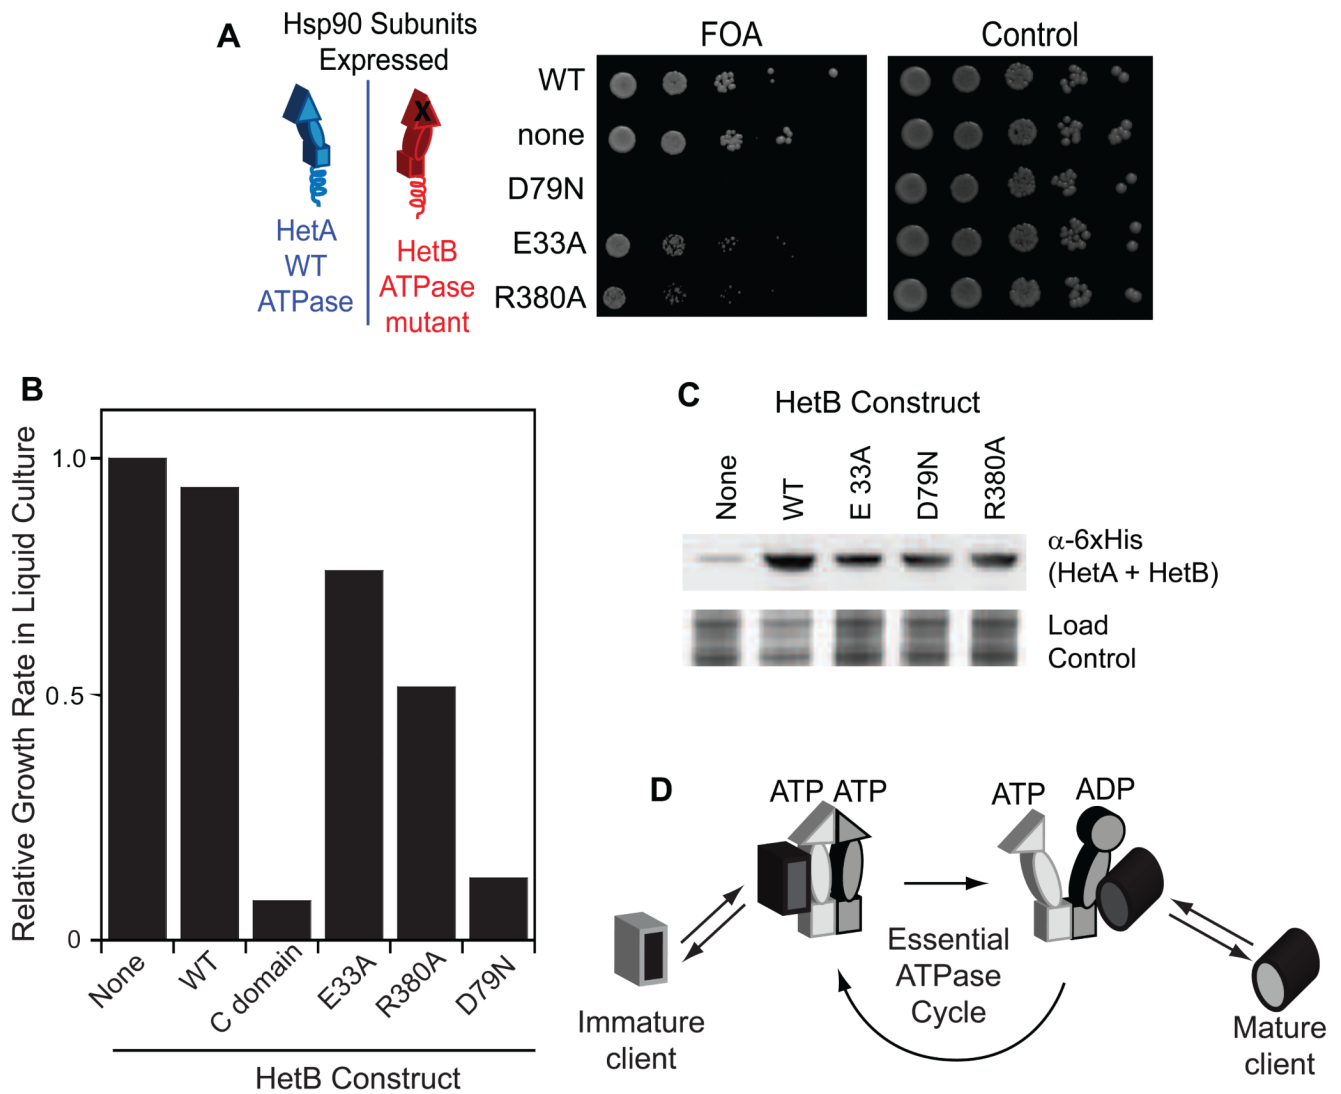 A
Hsp90 Subunits
Expressed
X
HetA
WT
ATPase
HetB
ATPase
mutant
FOA
Control
WT
none
D79N
E33A
R380A
B
Relative Growth Rate in Liquid Culture
1.0
0.5
0
None
WT
C domain
E33A
R380A
D79N
HetB Construct
C
HetB Construct
None
WT
E 33A
D79N
R380A
α-6xHis
(HetA + HetB)
Load
Control
D
ATP ATP
ATP
ADP
Essential
ATPase
Cycle
Immature
client
Mature
client